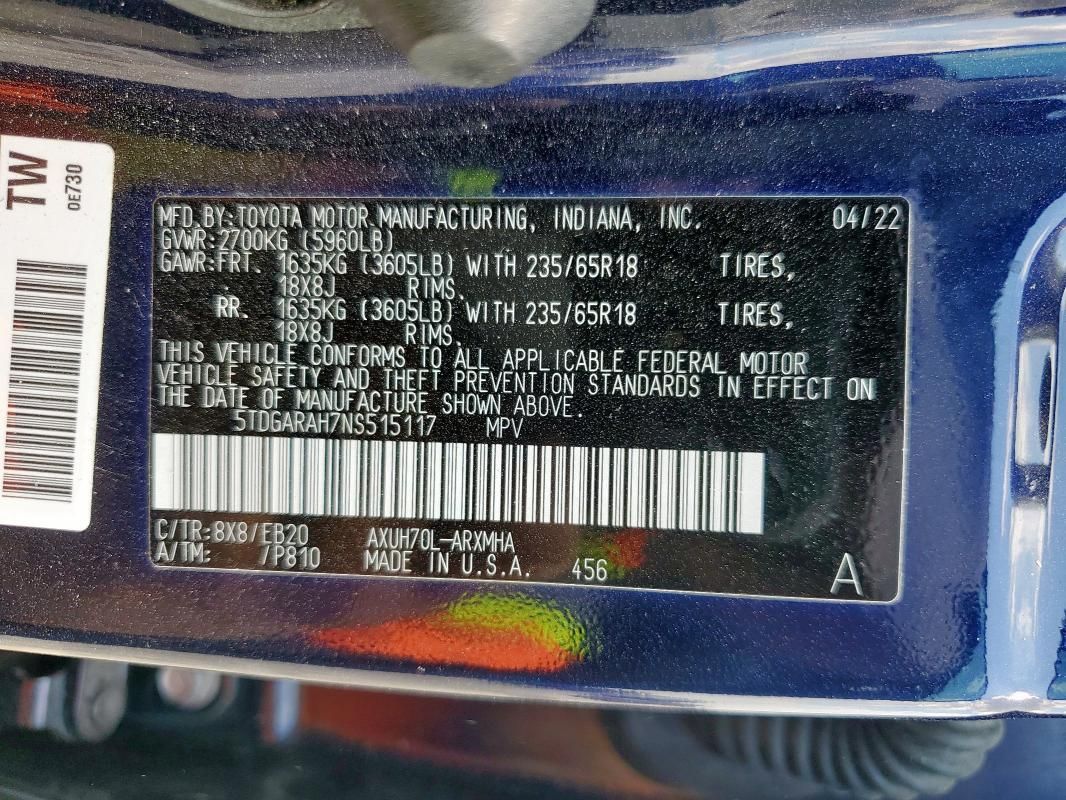 TW
OE730
MFD.BY:TOYOTA MOTOR MANUFACTURING, INDIANA, INC. 04/22
GVWR:2700KG (5960LB)
GAWR:FRT. 1635KG (3605LB) WITH 235/65R18 TIRES,
18X8J RIMS.
RR. 1635KG (3605LB) WITH 235/65R18 TIRES,
18X8J RIMS.
THIS VEHICLE CONFORMS TO ALL APPLICABLE FEDERAL MOTOR
VEHICLE SAFETY AND THEFT PREVENTION STANDARDS IN EFFECT ON
THE DATE OF MANUFACTURE SHOWN ABOVE.
5TDGARAH7NS515117 MPV
C/TR:8X8/EB20 AXUH70L-ARXMHA
A/TM: /P810 MADE IN U.S.A. 456 A